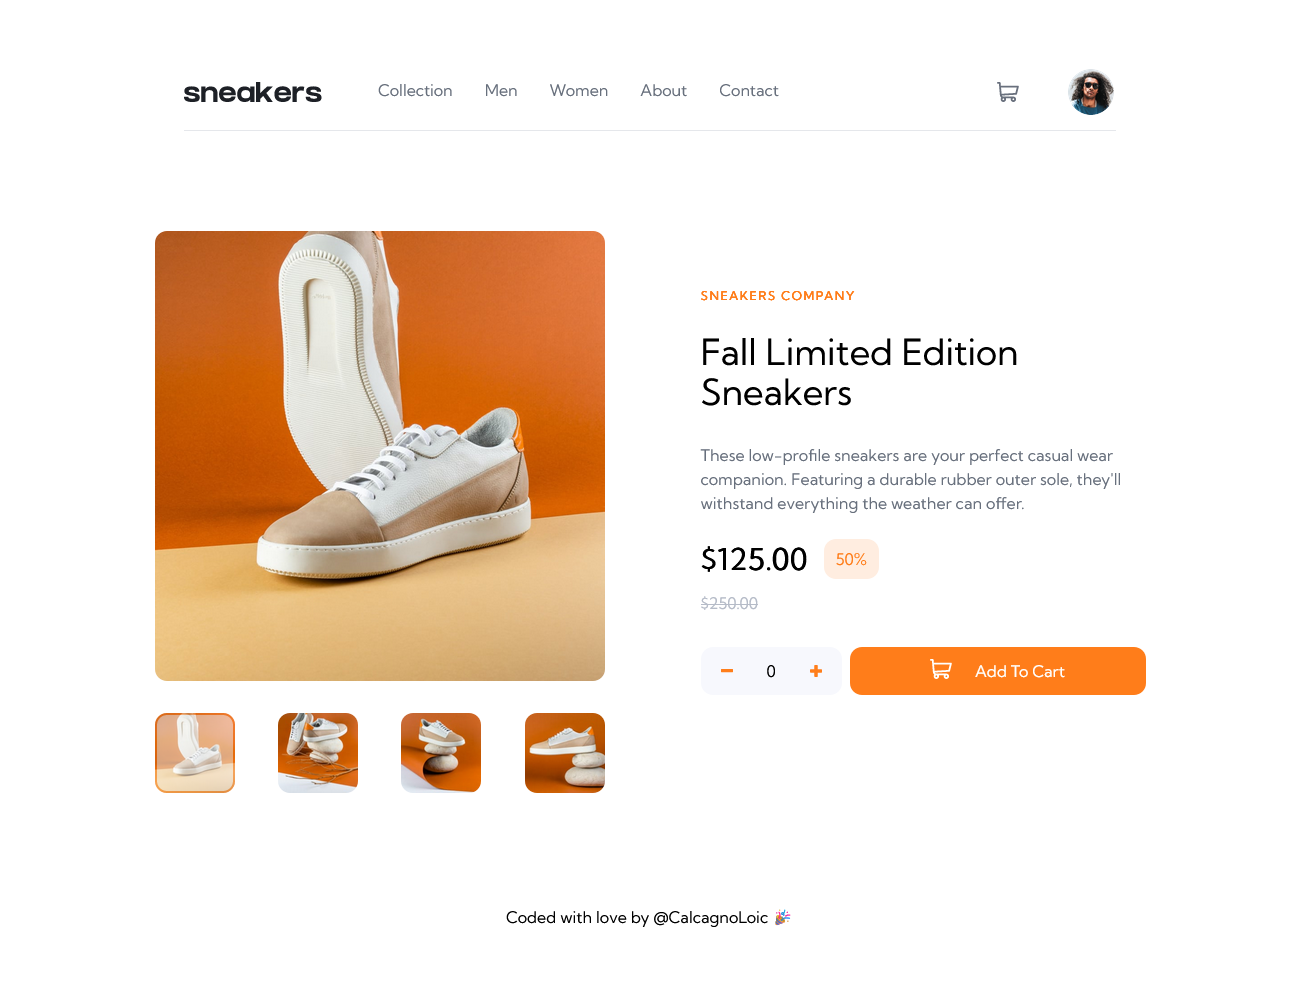 sneakers
Collection Men Women About Contact
SNEAKERS COMPANY
Fall Limited Edition
Sneakers
These low-profile sneakers are your perfect casual wear
companion. Featuring a durable rubber outer sole, they'll
withstand everything the weather can offer.
$125.00 50%
$250.00
0 Add To Cart
Coded with love by @CalcagnoLoic 🎉